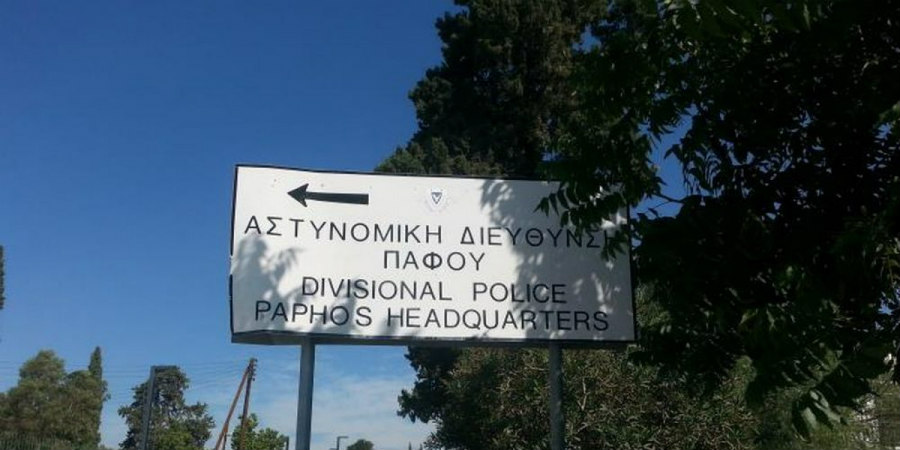 ΑΣΤΥΝΟΜΙΚΗ ΔΙΕΥΘΥΝΣΗ
ΠΑΦΟΥ
DIVISIONAL POLICE
PAPHOS HEADQUARTERS